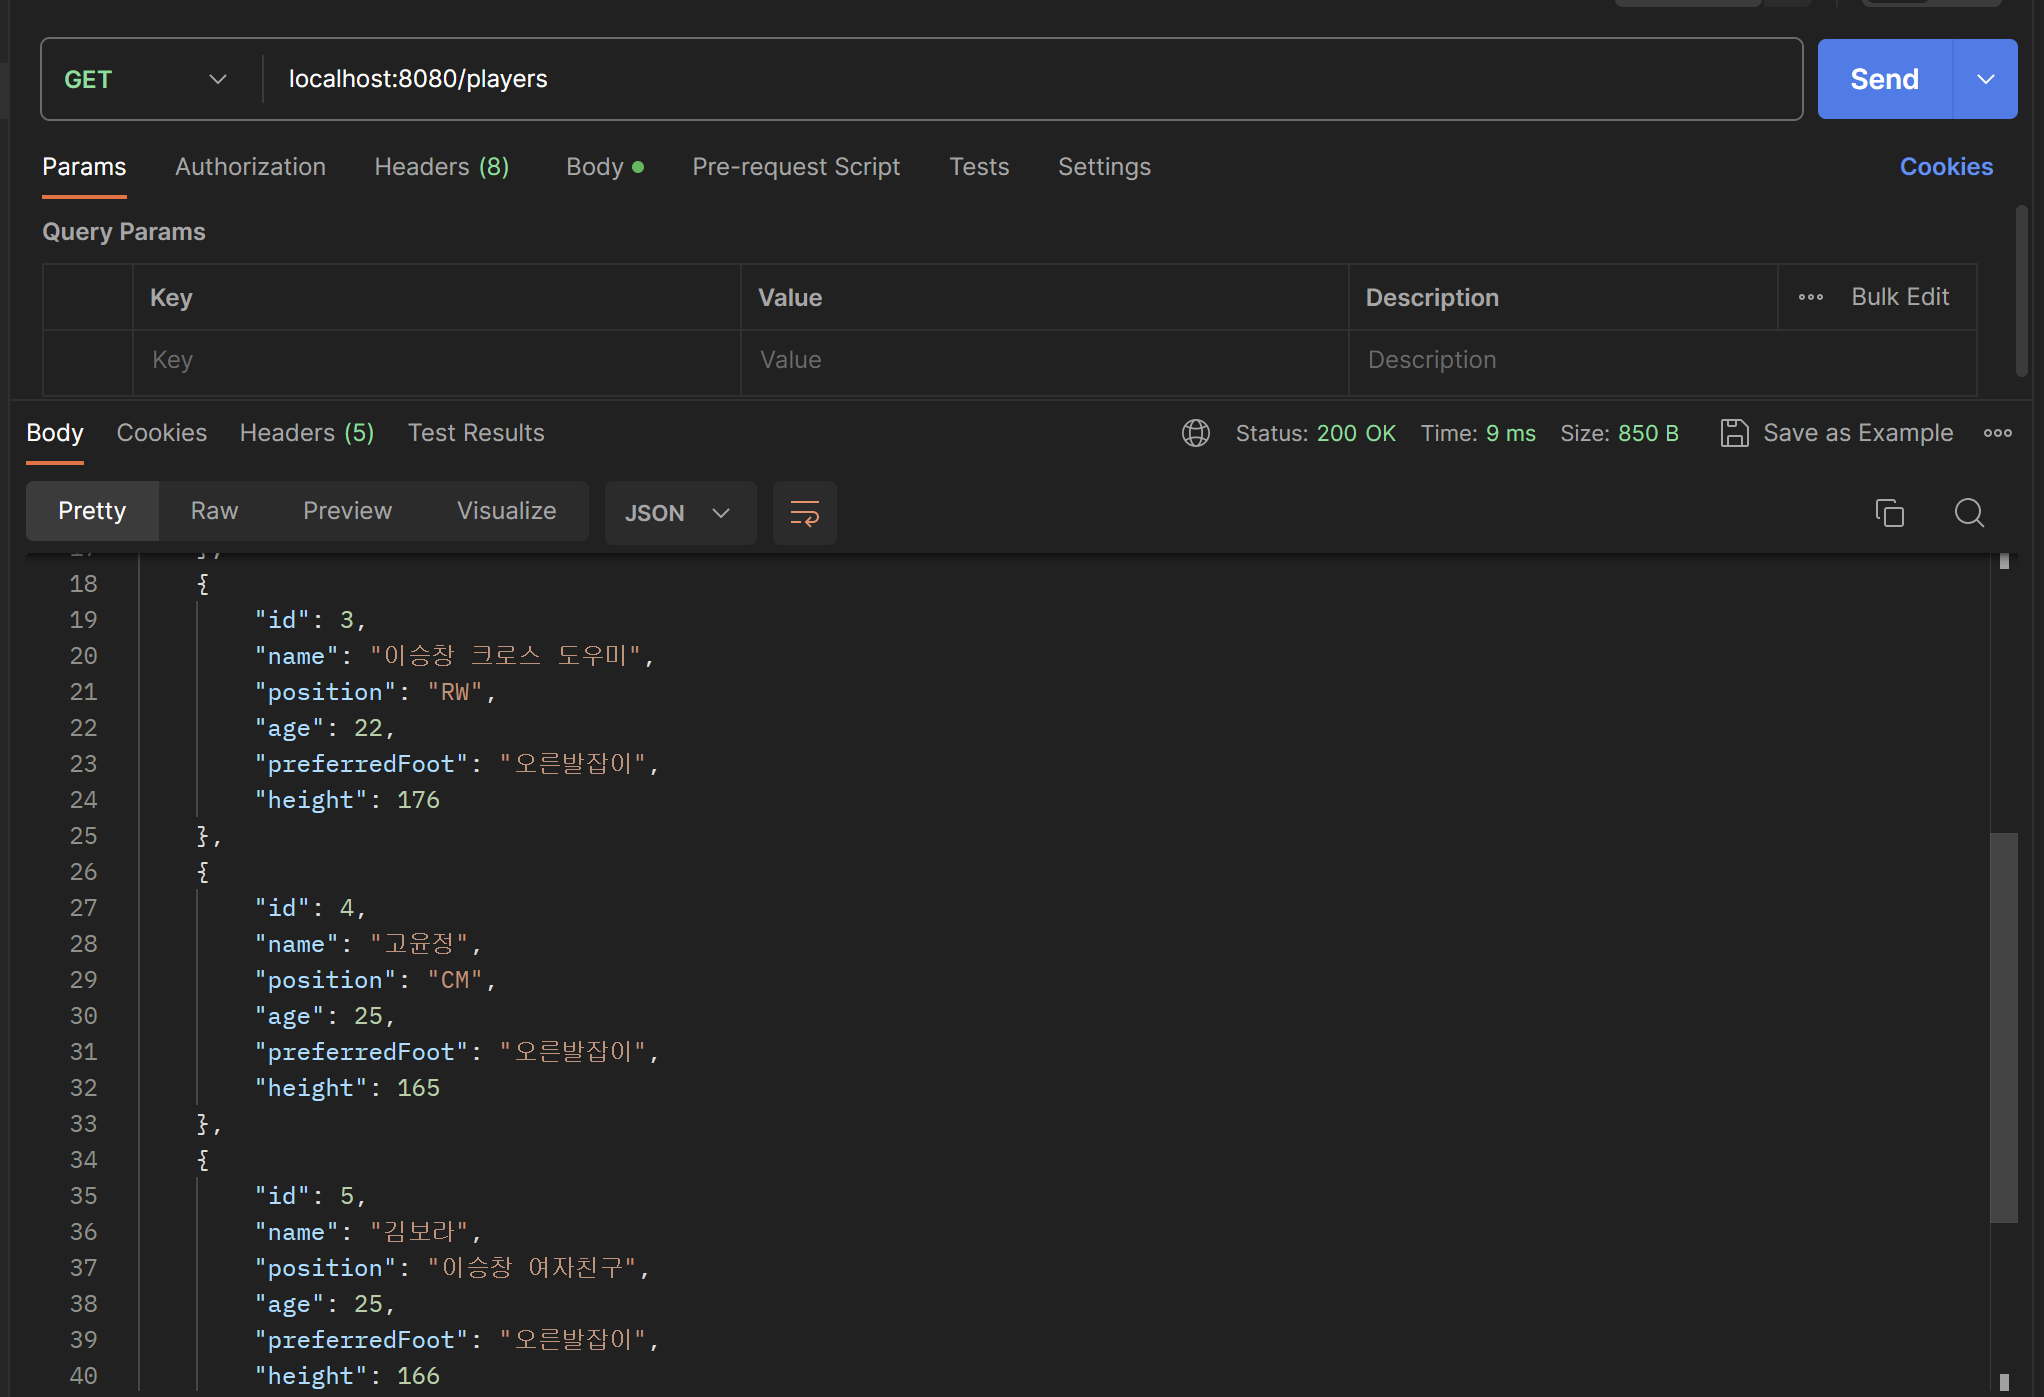 GET localhost:8080/players Send
Params Authorization Headers (8) Body Pre-request Script Tests Settings Cookies
Query Params
Key Value Description Bulk Edit
Key Value Description
Body Cookies Headers (5) Test Results Status: 200 OK Time: 9 ms Size: 850 B Save as Example
Pretty Raw Preview Visualize JSON
18 {
19 "id": 3,
20 "name": "이승창 크로스 도우미",
21 "position": "RW",
22 "age": 22,
23 "preferredFoot": "오른발잡이",
24 "height": 176
25 },
26 {
27 "id": 4,
28 "name": "고윤정",
29 "position": "CM",
30 "age": 25,
31 "preferredFoot": "오른발잡이",
32 "height": 165
33 },
34 {
35 "id": 5,
36 "name": "김보라",
37 "position": "이승창 여자친구",
38 "age": 25,
39 "preferredFoot": "오른발잡이",
40 "height": 166